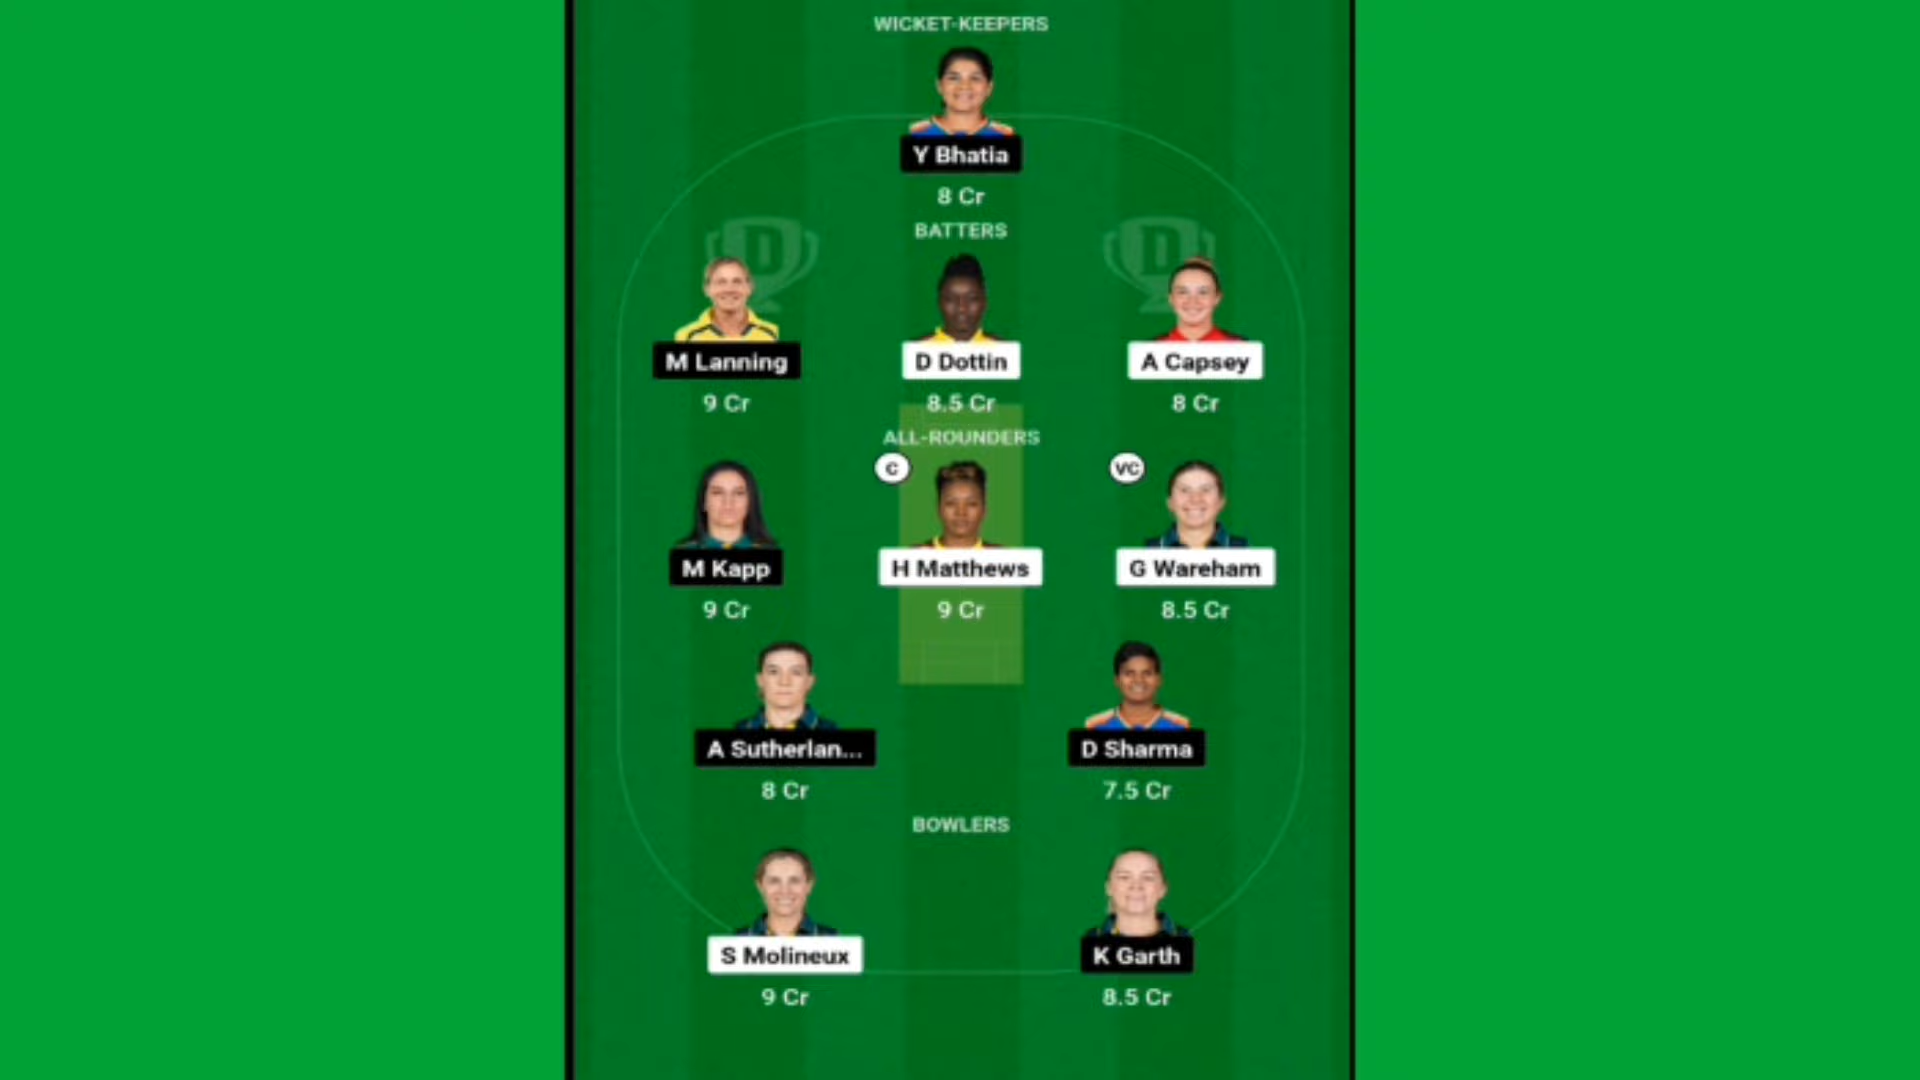 WICKET-KEEPERS
Y Bhatia
8 Cr
BATTERS
D D
M Lanning D Dottin A Capsey
9 Cr 8.5 Cr 8 Cr
ALL-ROUNDERS
C VC
M Kapp H Matthews G Wareham
9 Cr 9 Cr 8.5 Cr
A Sutherlan... D Sharma
8 Cr 7.5 Cr
BOWLERS
S Molineux K Garth
9 Cr 8.5 Cr